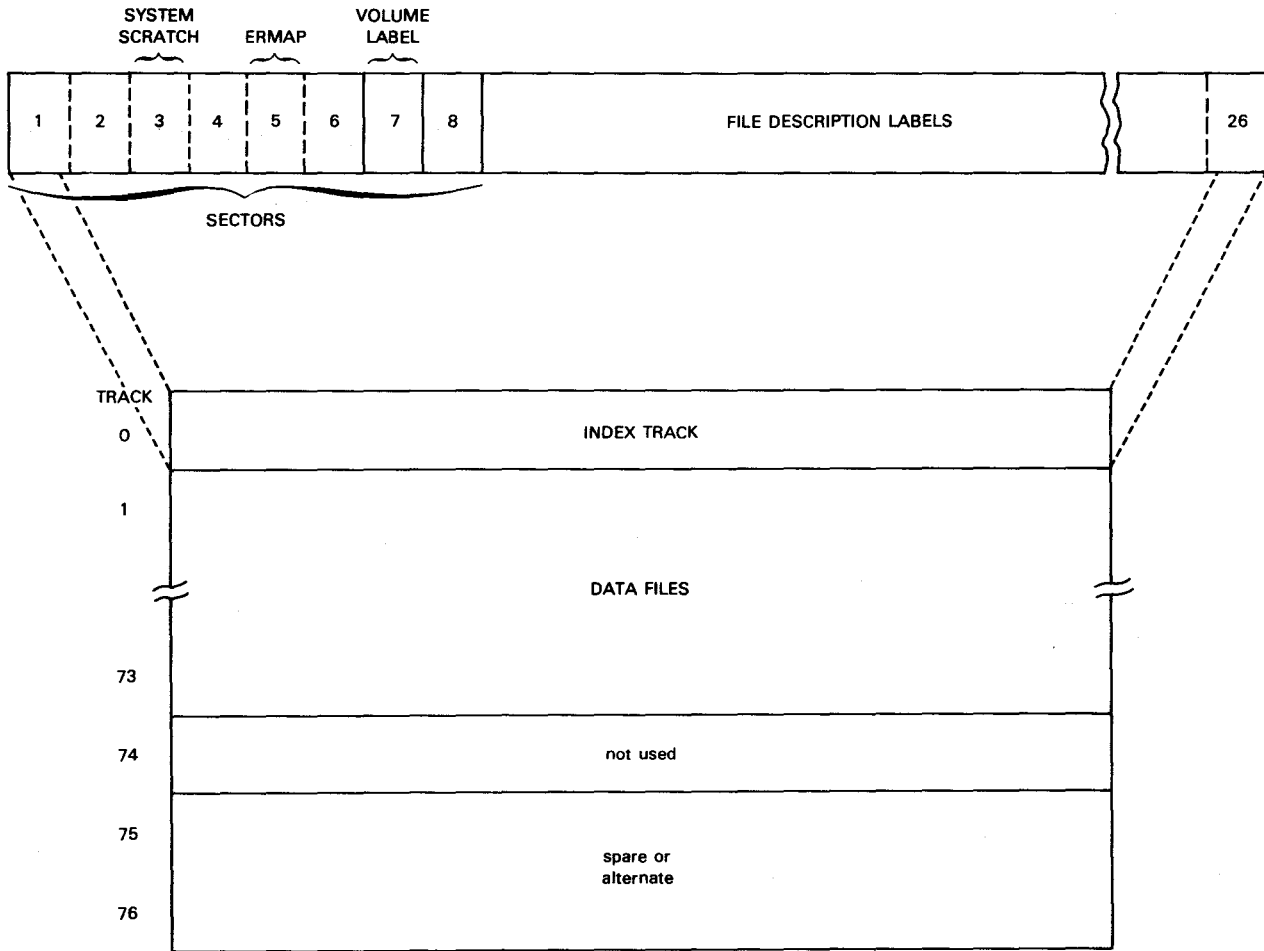 SYSTEM
SCRATCH
ERMAP
VOLUME
LABEL
1 2 3 4 5 6 7 8 FILE DESCRIPTION LABELS 26
SECTORS
TRACK
0 INDEX TRACK
1
DATA FILES
73
74 not used
75
spare or
alternate
76